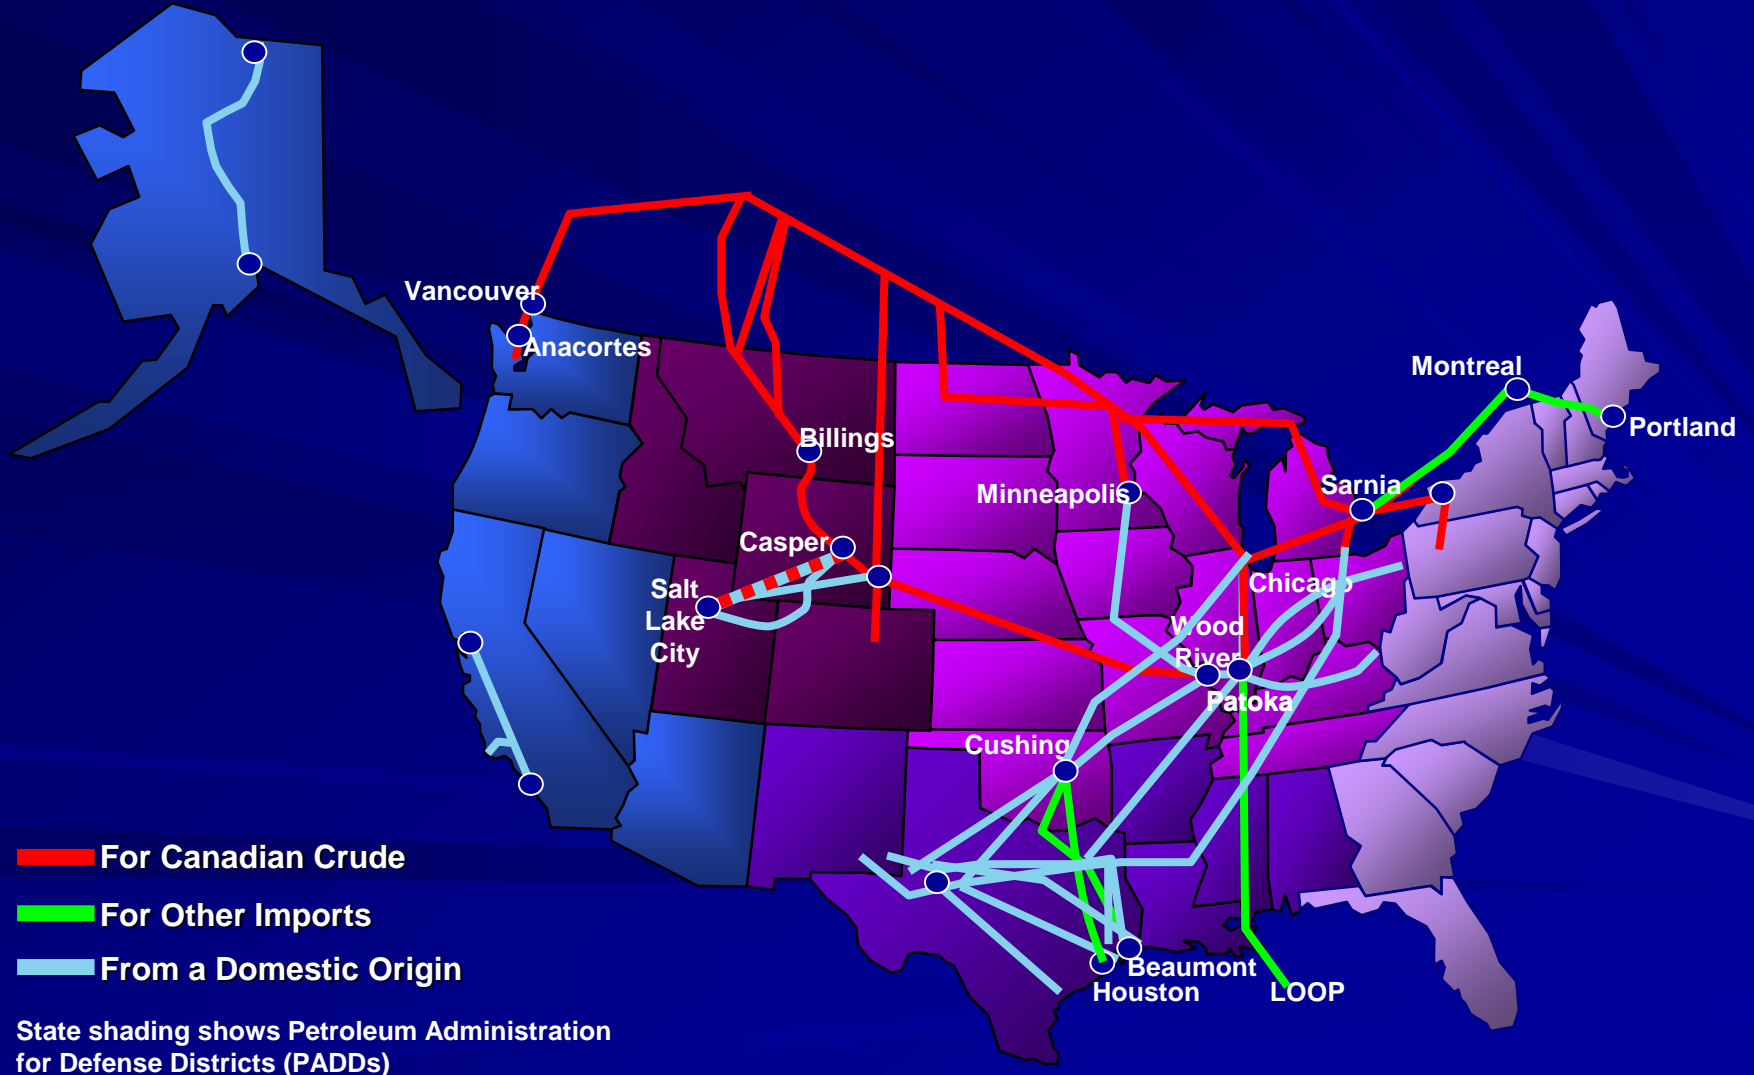 Vancouver
Anacortes
Montreal
Portland
Billings
Minneapolis
Sarnia
Casper
Salt
Lake
City
Chicago
Wood
River
Patoka
Cushing
For Canadian Crude
For Other Imports
From a Domestic Origin
Beaumont
Houston
LOOP
State shading shows Petroleum Administration
for Defense Districts (PADDs)